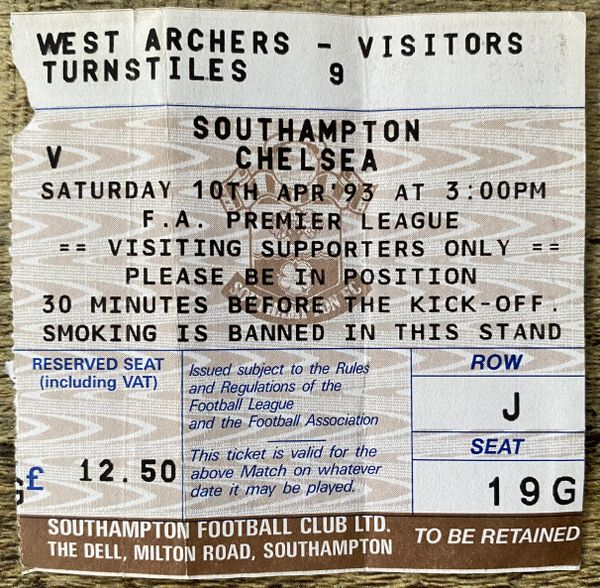 WEST ARCHERS - VISITORS
TURNSTILES 9
SOUTHAMPTON
V CHELSEA
SATURDAY 10TH APR'93 AT 3:00PM
F.A. PREMIER LEAGUE
== VISITING SUPPORTERS ONLY ==
PLEASE BE IN POSITION
30 MINUTES BEFORE THE KICK-OFF.
SMOKING IS BANNED IN THIS STAND
RESERVED SEAT
(including VAT)
£ 12.50
Issued subject to the Rules
and Regulations of the
Football League
and the Football Association
This ticket is valid for the
above Match on whatever
date it may be played.
ROW
J
SEAT
19G
SOUTHAMPTON FOOTBALL CLUB LTD.
THE DELL, MILTON ROAD, SOUTHAMPTON
TO BE RETAINED
SOUTHAMPTON FC